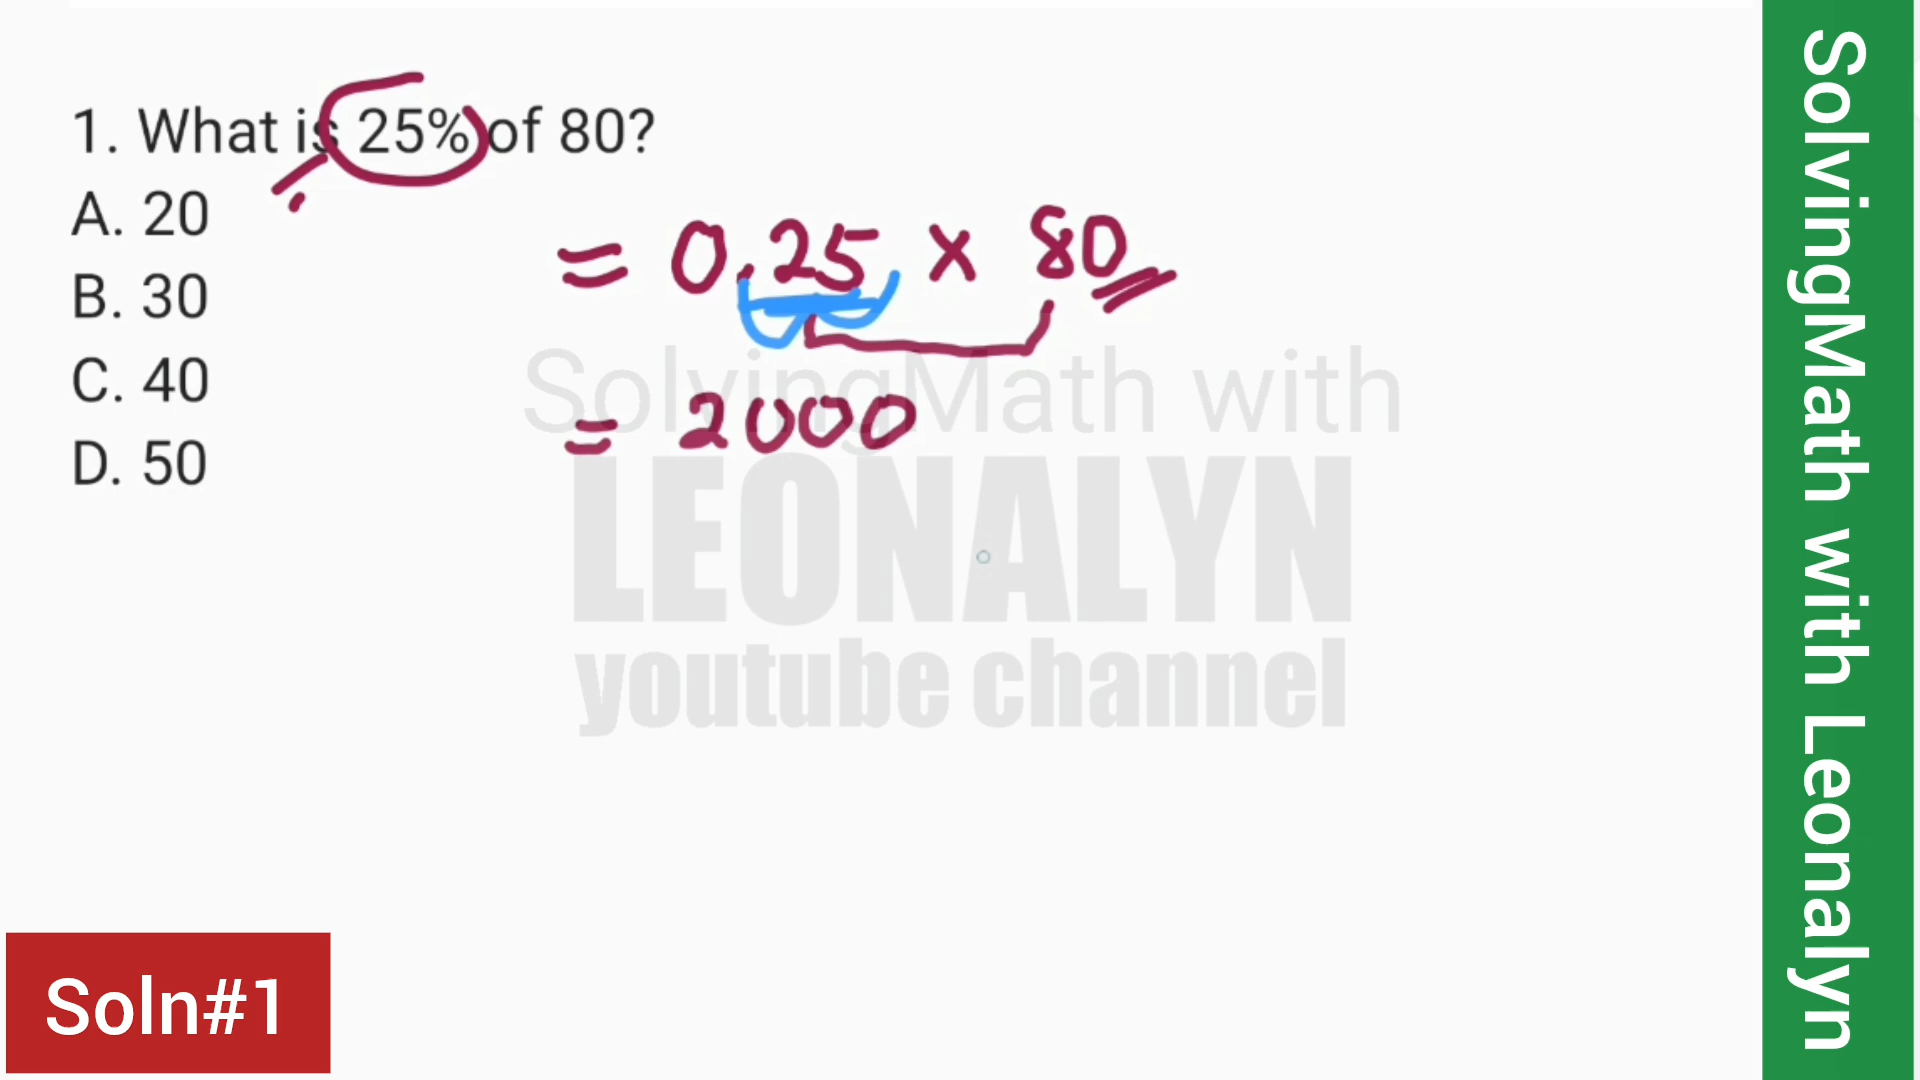 1. What is 25% of 80?
A. 20
B. 30
C. 40
D. 50
= 0.25 x 80
= 2000
SolvingMath with
LEONALYN
youtube channel
Soln#1
SolvingMath with Leonalyn